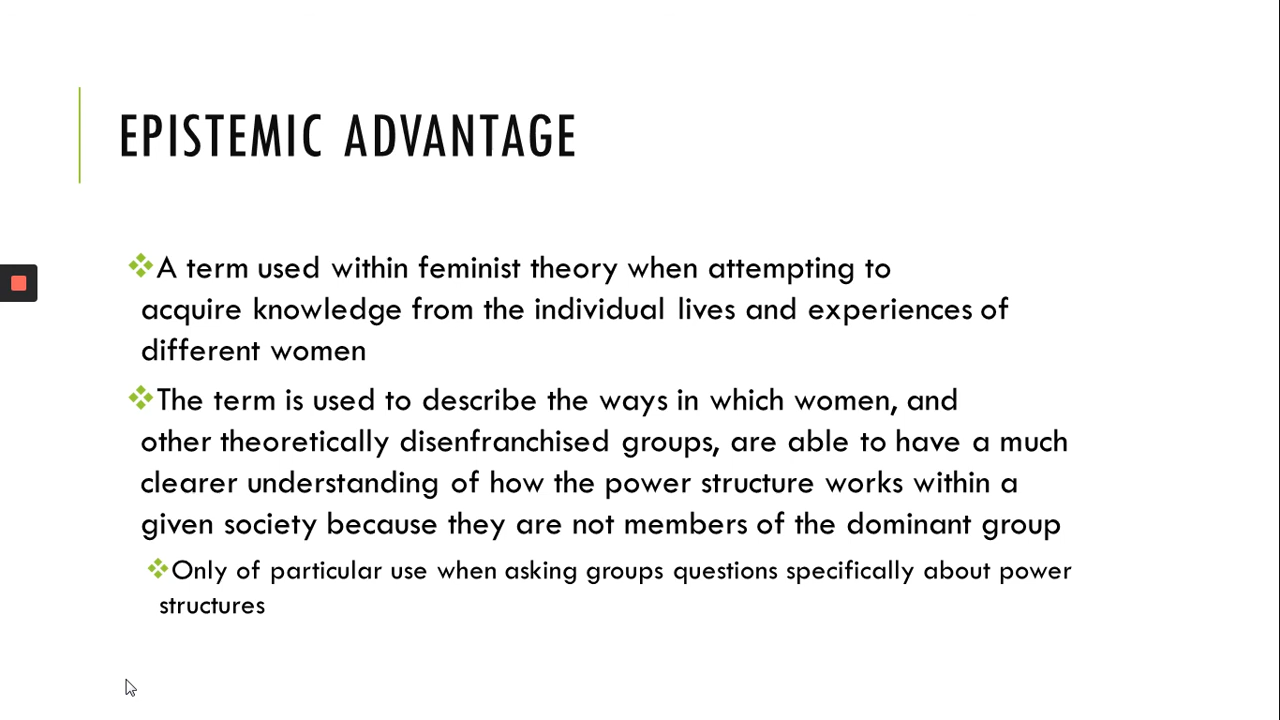 EPISTEMIC ADVANTAGE
A term used within feminist theory when attempting to
acquire knowledge from the individual lives and experiences of
different women
The term is used to describe the ways in which women, and
other theoretically disenfranchised groups, are able to have a much
clearer understanding of how the power structure works within a
given society because they are not members of the dominant group
Only of particular use when asking groups questions specifically about power
structures